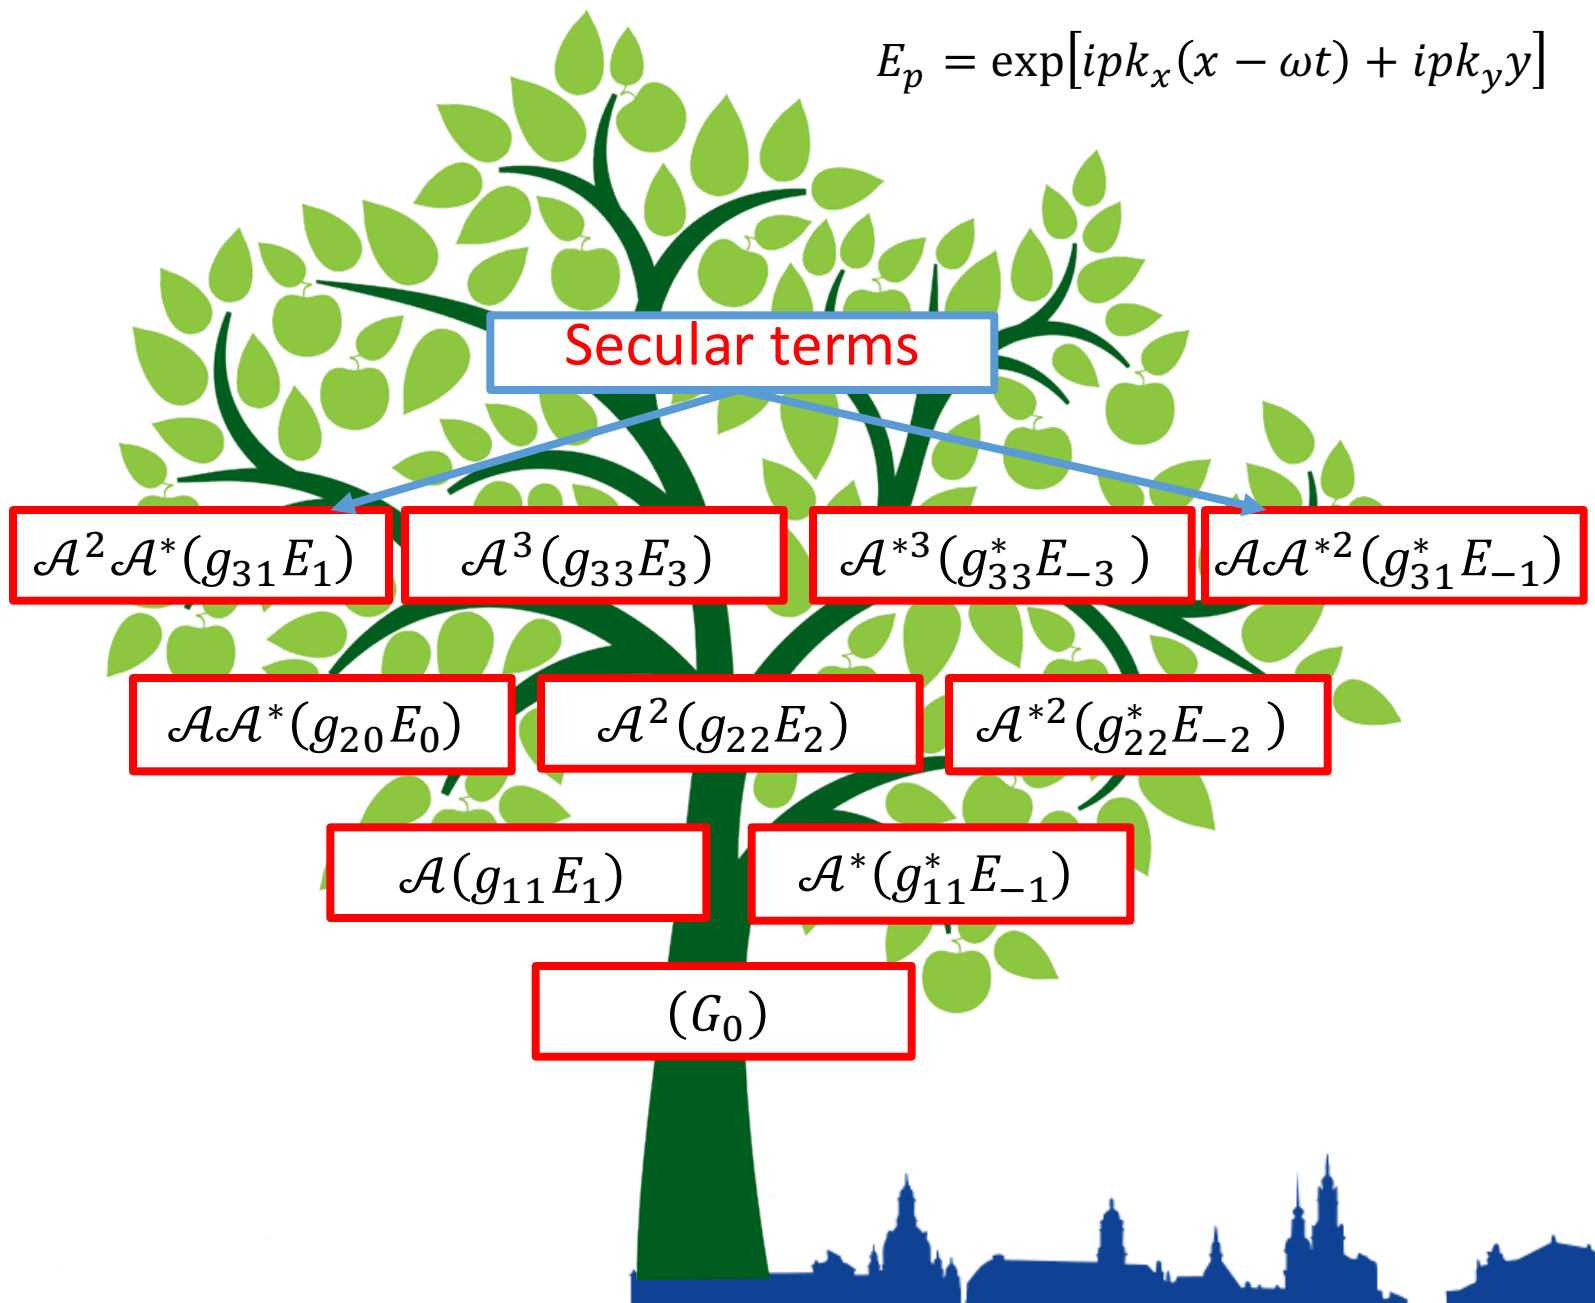 E_p = exp[ipk_x(x − ωt) + ipk_y y]
Secular terms
𝒜²𝒜*(g₃₁E₁) 𝒜³(g₃₃E₃) 𝒜*³(g*₃₃E₋₃) 𝒜𝒜*²(g*₃₁E₋₁)
𝒜𝒜*(g₂₀E₀) 𝒜²(g₂₂E₂) 𝒜*²(g*₂₂E₋₂)
𝒜(g₁₁E₁) 𝒜*(g*₁₁E₋₁)
(G₀)